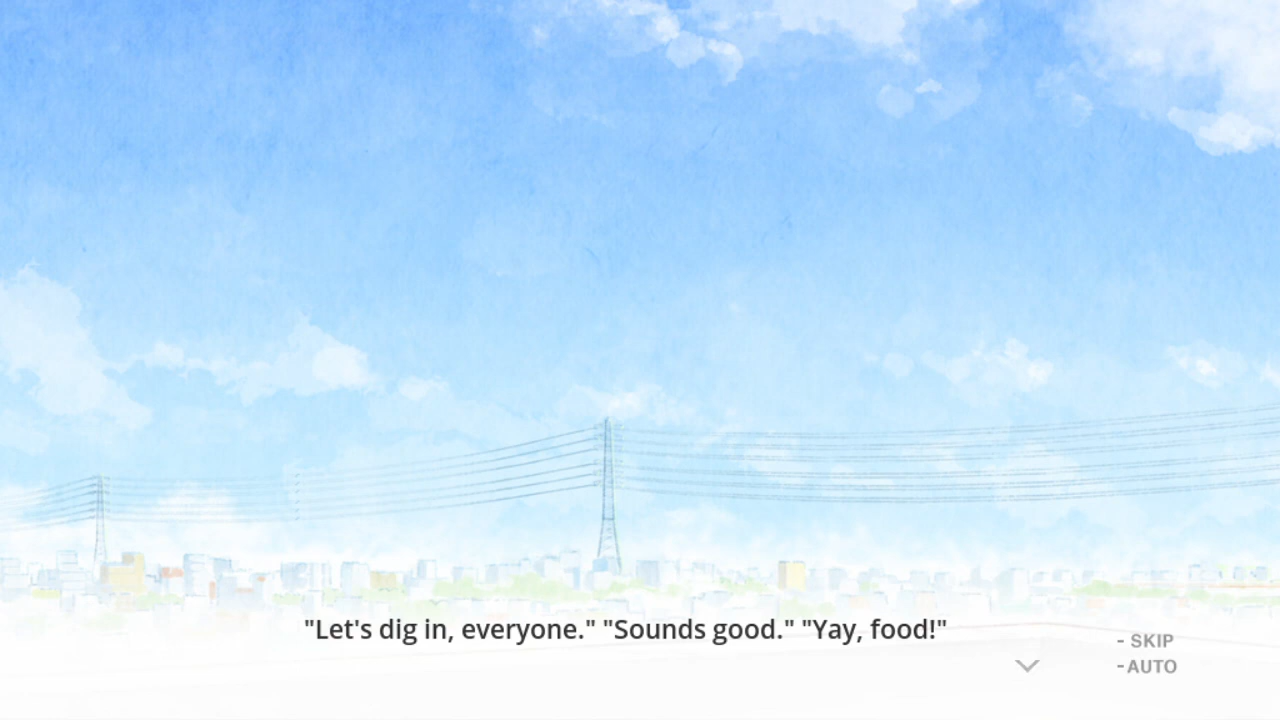 "Let's dig in, everyone." "Sounds good." "Yay, food!"
- SKIP
-AUTO